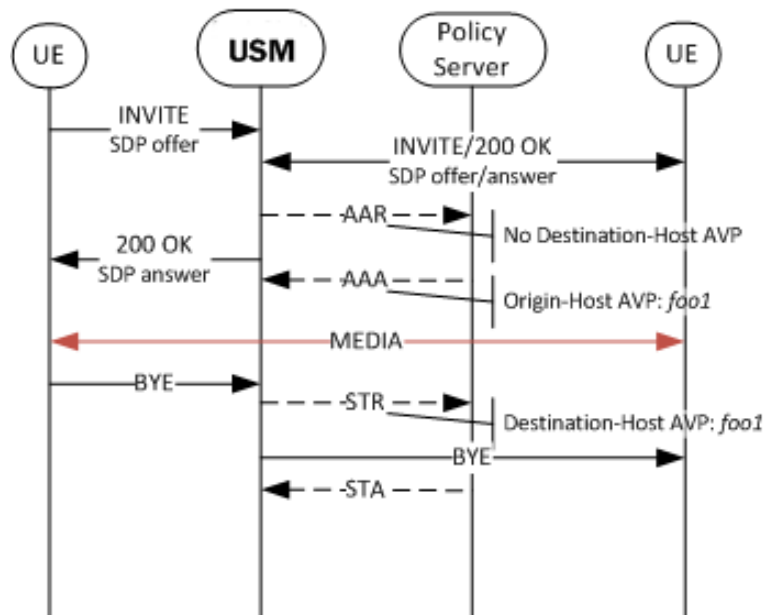 UE
USM
Policy
Server
UE
INVITE
SDP offer
INVITE/200 OK
SDP offer/answer
AAR
No Destination-Host AVP
200 OK
SDP answer
AAA
Origin-Host AVP: foo1
MEDIA
BYE
STR
Destination-Host AVP: foo1
BYE
STA